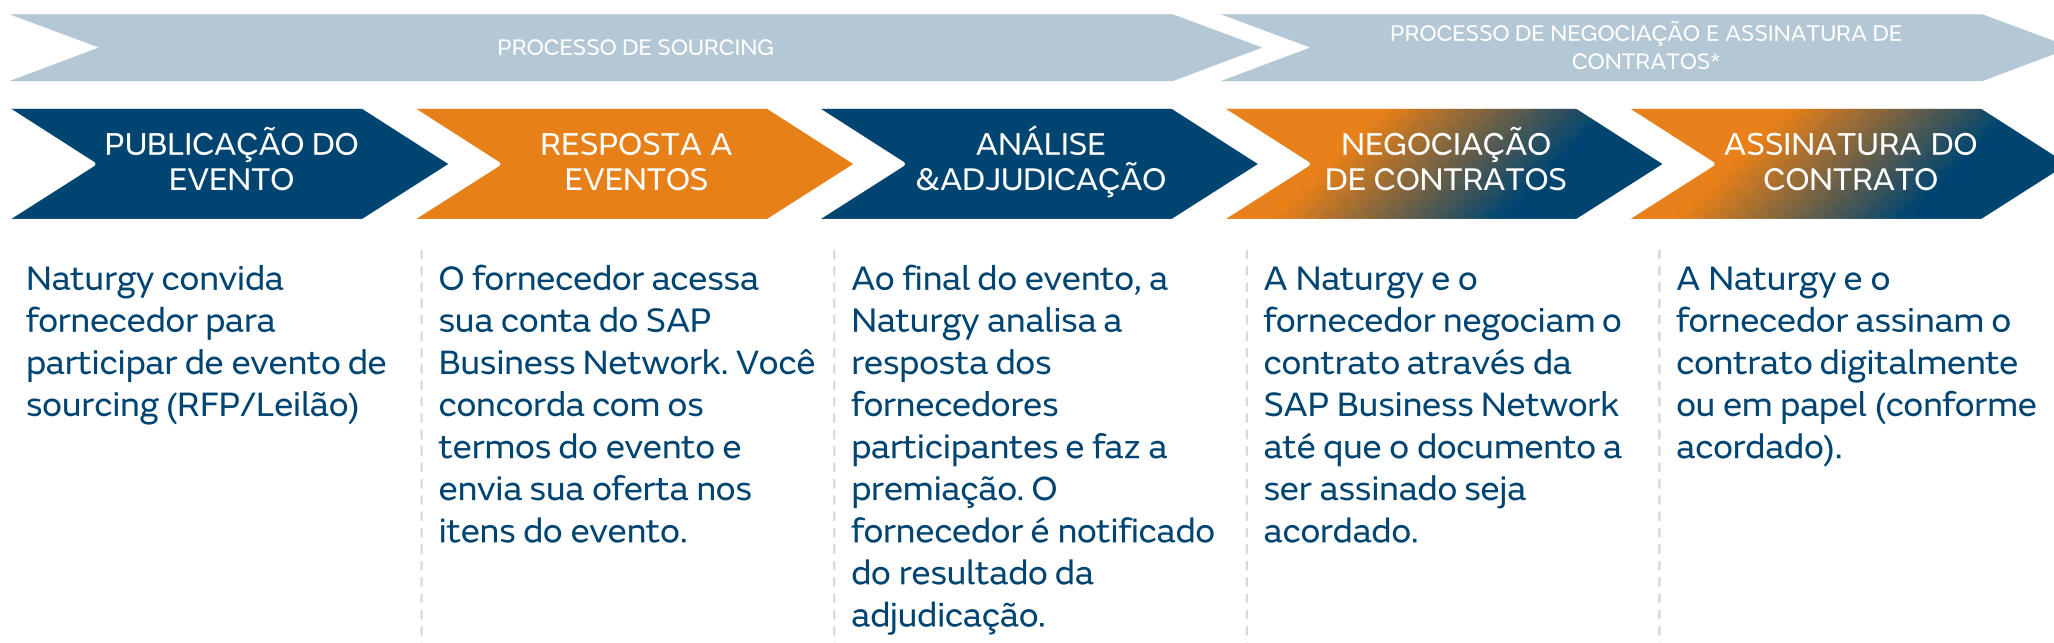 PROCESSO DE SOURCING
PROCESSO DE NEGOCIAÇÃO E ASSINATURA DE
CONTRATOS*
PUBLICAÇÃO DO
EVENTO
RESPOSTA A
EVENTOS
ANÁLISE
&ADJUDICAÇÃO
NEGOCIAÇÃO
DE CONTRATOS
ASSINATURA DO
CONTRATO
Naturgy convida
fornecedor para
participar de evento de
sourcing (RFP/Leilão)
O fornecedor acessa
sua conta do SAP
Business Network. Você
concorda com os
termos do evento e
envia sua oferta nos
itens do evento.
Ao final do evento, a
Naturgy analisa a
resposta dos
fornecedores
participantes e faz a
premiação. O
fornecedor é notificado
do resultado da
adjudicação.
A Naturgy e o
fornecedor negociam o
contrato através da
SAP Business Network
até que o documento a
ser assinado seja
acordado.
A Naturgy e o
fornecedor assinam o
contrato digitalmente
ou em papel (conforme
acordado).